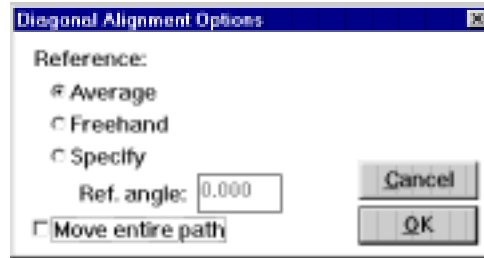 Diagonal Alignment Options
Reference:
Average
Freehand
Specify
Ref. angle: 0.000
Cancel
Move entire path
OK